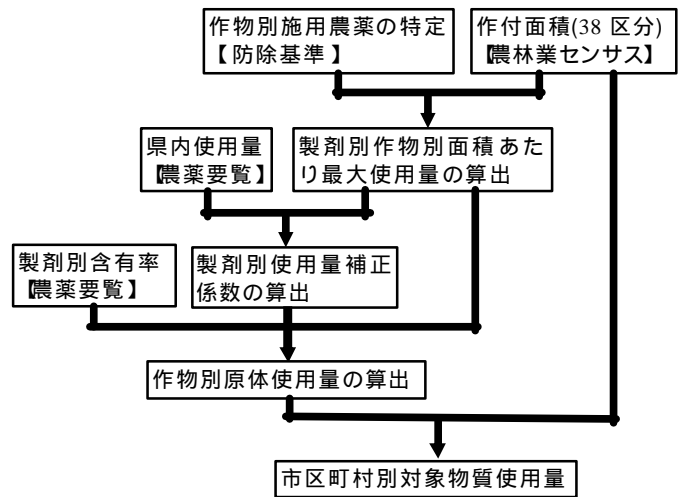 作物別施用農薬の特定
【防除基準】
作付面積(38 区分)
【農林業センサス】
県内使用量
【農薬要覧】
製剤別作物別面積あた
り最大使用量の算出
製剤別含有率
【農薬要覧】
製剤別使用量補正
係数の算出
作物別原体使用量の算出
市区町村別対象物質使用量